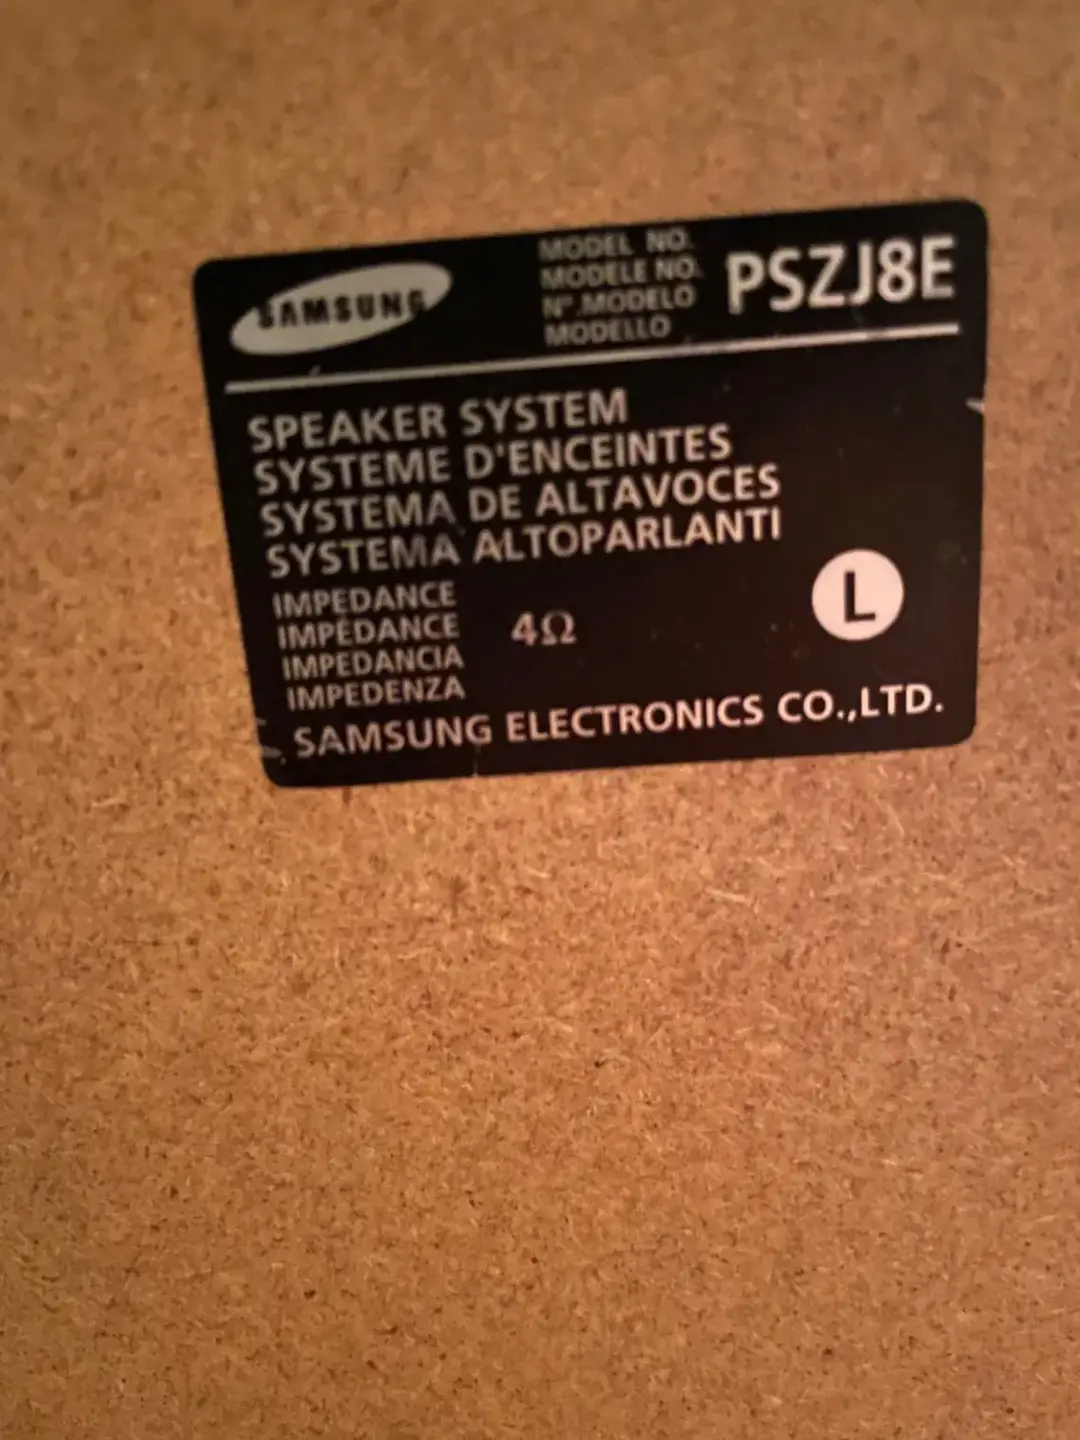 SAMSUNG
MODEL NO.
MODELE NO.
N°.MODELO
MODELLO
PSZJ8E
SPEAKER SYSTEM
SYSTEME D'ENCEINTES
SYSTEMA DE ALTAVOCES
SYSTEMA ALTOPARLANTI
IMPEDANCE
IMPÉDANCE
IMPEDANCIA
IMPEDENZA
4Ω
L
SAMSUNG ELECTRONICS CO.,LTD.